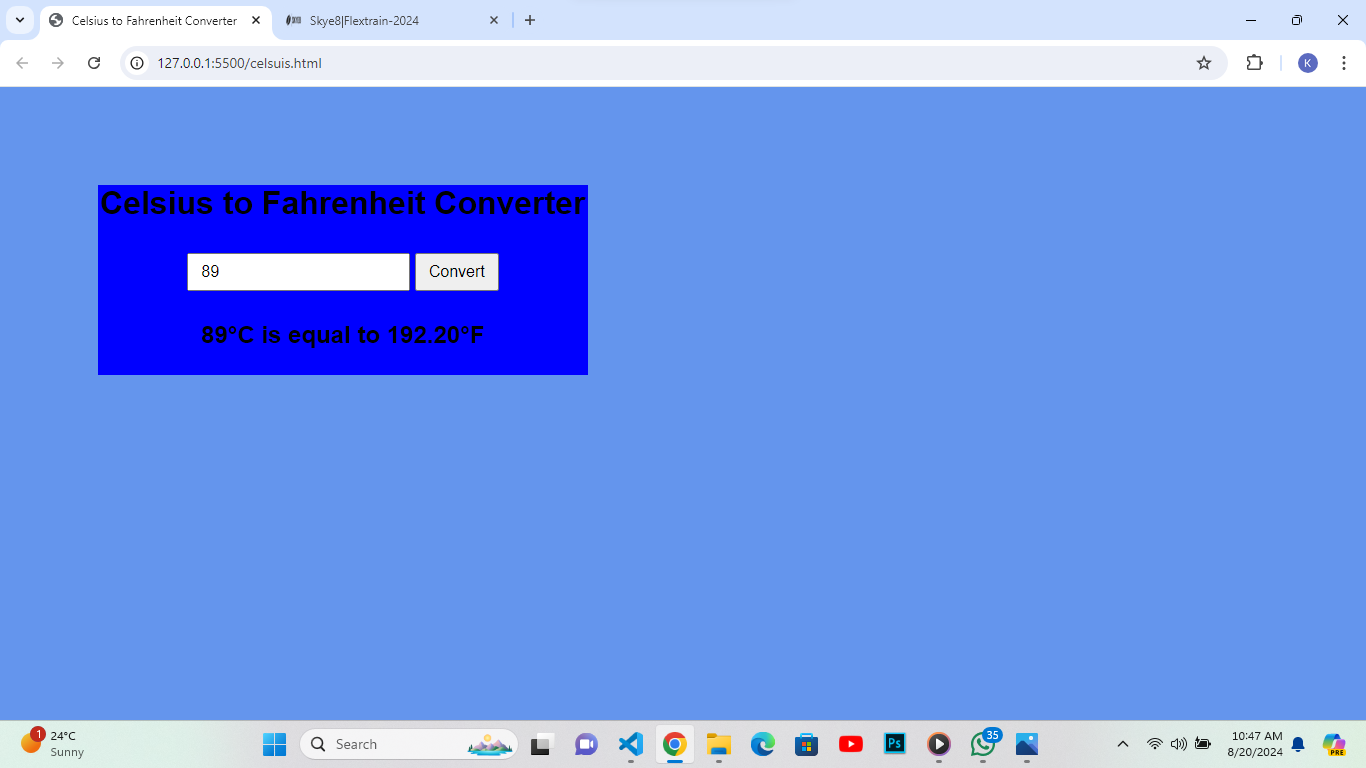 Celsius to Fahrenheit Converter
Skye8|Flextrain-2024
127.0.0.1:5500/celsuis.html
K
Celsius to Fahrenheit Converter
89
Convert
89°C is equal to 192.20°F
1
24°C
Sunny
Search
Ps
35
10:47 AM
8/20/2024
PRE